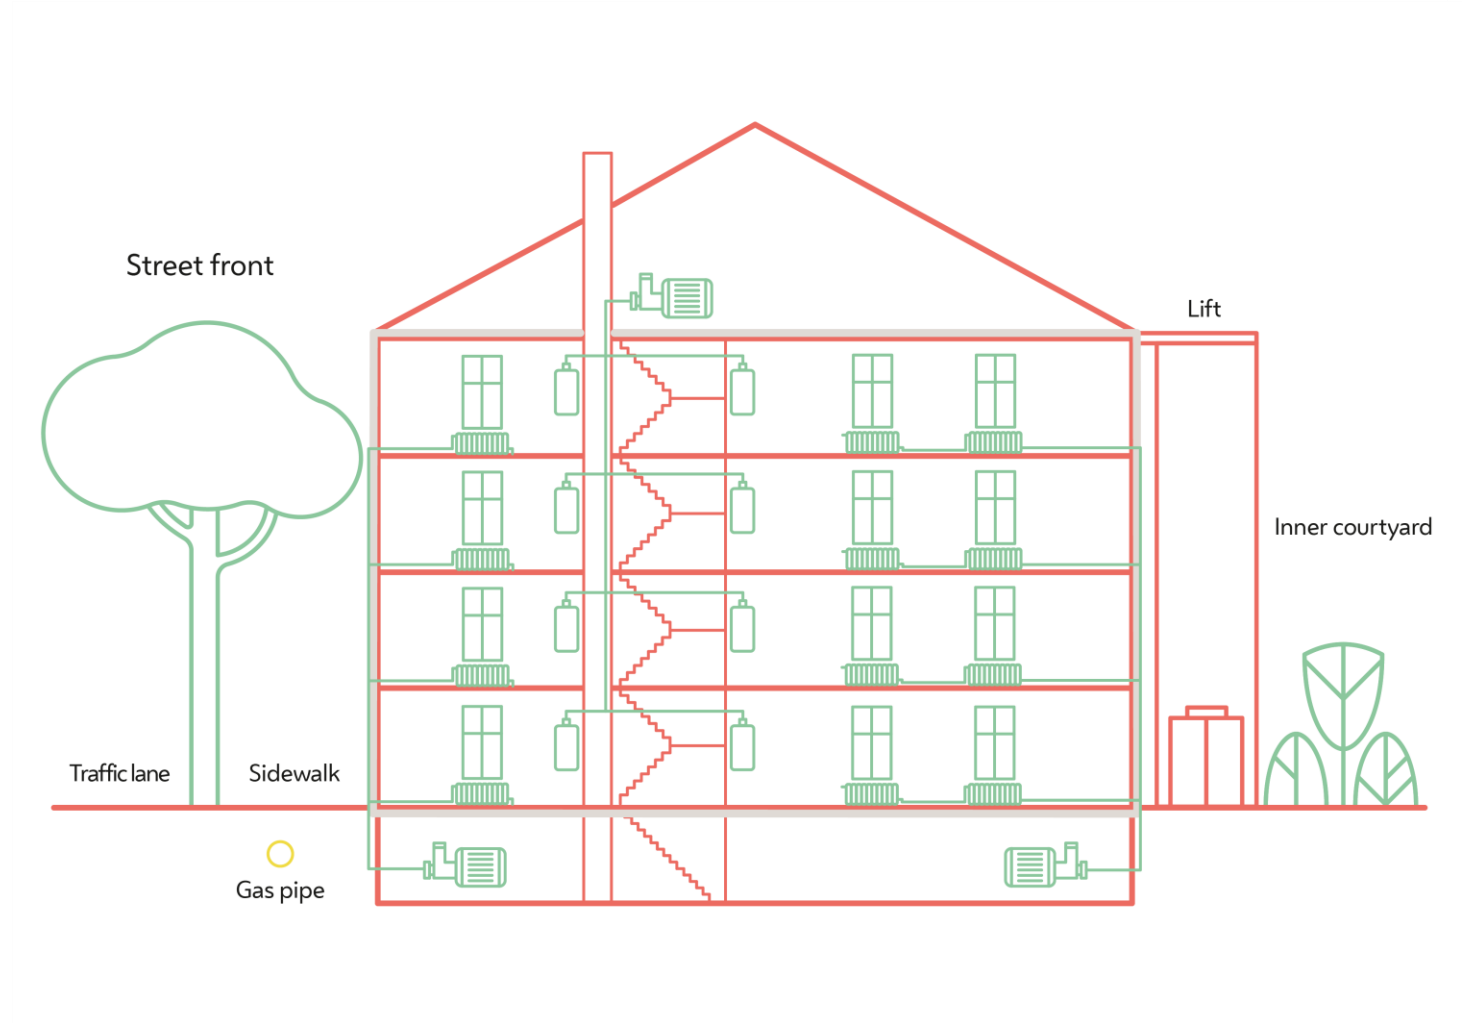 Street front
Lift
Inner courtyard
Traffic lane
Sidewalk
Gas pipe